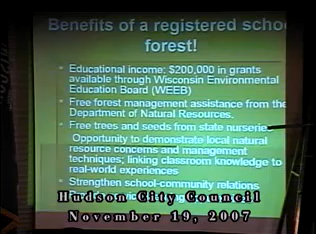 Benefits of a registered schoo
forest!
Educational income: $200,000 in grants
available through Wisconsin Environmental
Education Board (WEEB)
Free forest management assistance from the
Department of Natural Resources.
Free trees and seeds from state nurserie
Opportunity to demonstrate local natural
resource concerns and management
techniques; linking classroom knowledge to
real-world experiences
Strengthen school-community relations
Hudson City Council
November 19, 2007